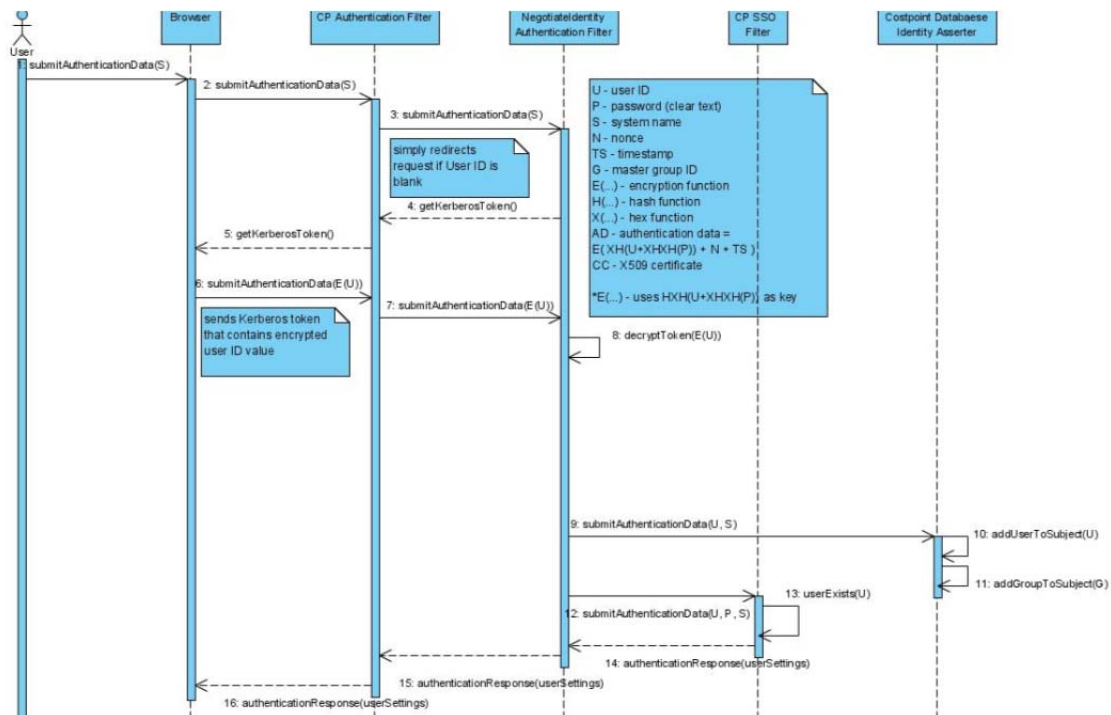 User
Browser
CP Authentication Filter
NegotiateIdentity
Authentication Filter
CP SSO
Filter
Costpoint Databaese
Identity Asserter
1: submitAuthenticationData(S)
2: submitAuthenticationData(S)
3: submitAuthenticationData(S)
simply redirects
request if User ID is
blank
4: getKerberosToken()
5: getKerberosToken()
6: submitAuthenticationData(E(U))
7: submitAuthenticationData(E(U))
sends Kerberos token
that contains encrypted
user ID value
8: decryptToken(E(U))
U - user ID
P - password (clear text)
S - system name
N - nonce
TS - timestamp
G - master group ID
E(...) - encryption function
H(...) - hash function
X(...) - hex function
AD - authentication data =
E( XH(U+XHXH(P)) + N + TS )
CC - X509 certificate
*E(...) - uses HXH(U+XHXH(P)) as key
9: submitAuthenticationData(U, S)
10: addUserToSubject(U)
11: addGroupToSubject(G)
12: submitAuthenticationData(U, P , S)
13: userExists(U)
14: authenticationResponse(userSettings)
15: authenticationResponse(userSettings)
16: authenticationResponse(userSettings)